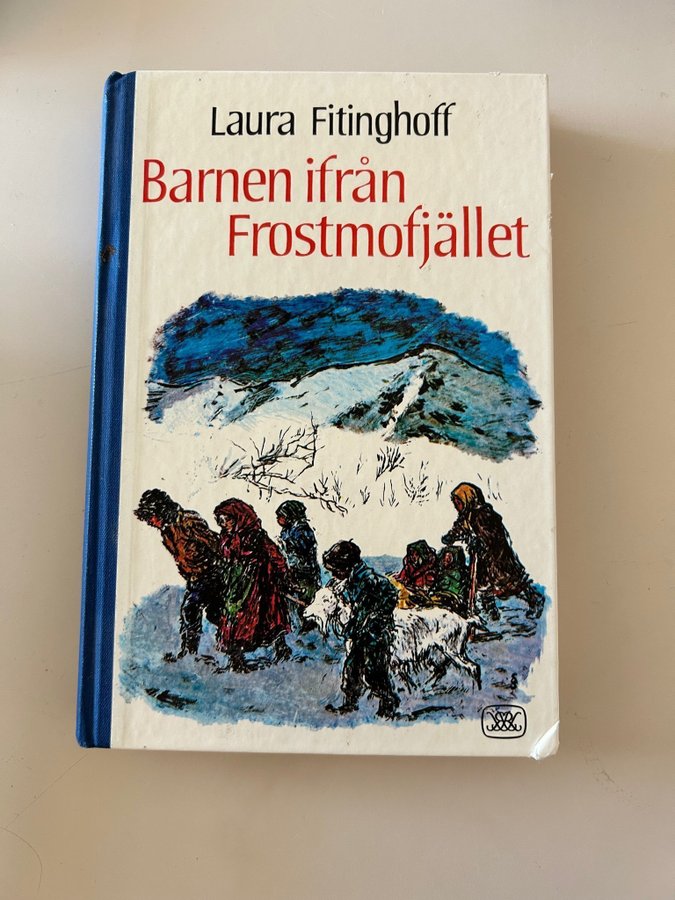 Laura Fitinghoff
Barnen ifrån
Frostmofjället